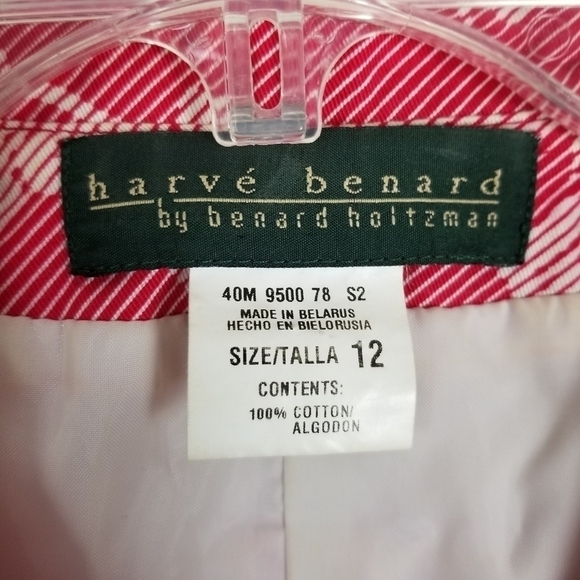 harvé benard
by benard holtzman
40M 9500 78 S2
MADE IN BELARUS
HECHO EN BIELORUSIA
SIZE/TALLA 12
CONTENTS:
100% COTTON/
ALGODON